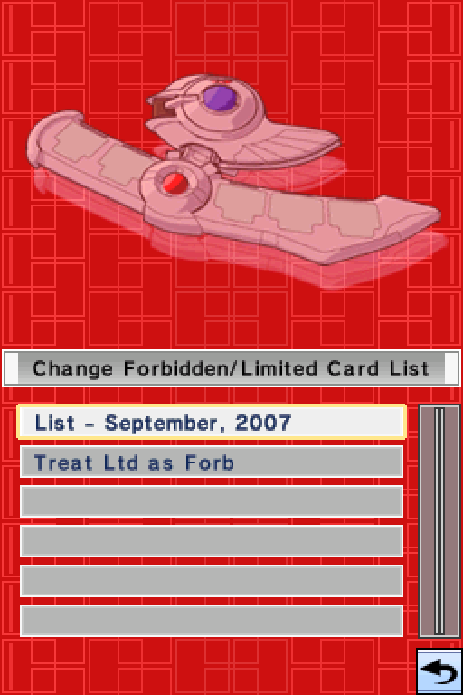 Change Forbidden/Limited Card List
List - September, 2007
Treat Ltd as Forb